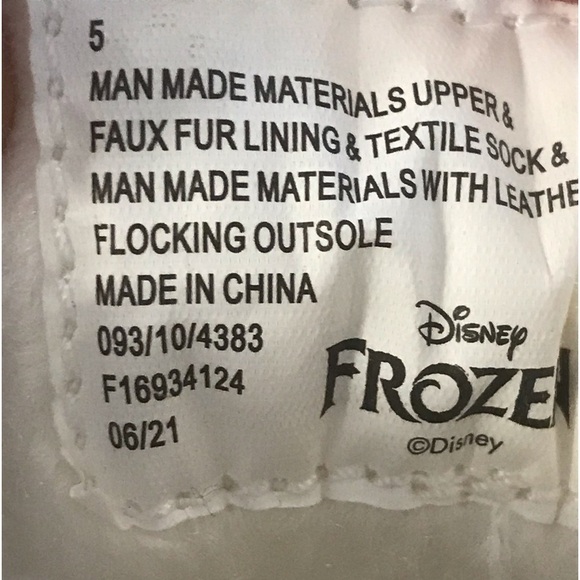 5
MAN MADE MATERIALS UPPER &
FAUX FUR LINING & TEXTILE SOCK &
MAN MADE MATERIALS WITH LEATHE
FLOCKING OUTSOLE
MADE IN CHINA
093/10/4383
F16934124
06/21
Disney
FROZEN
©Disney